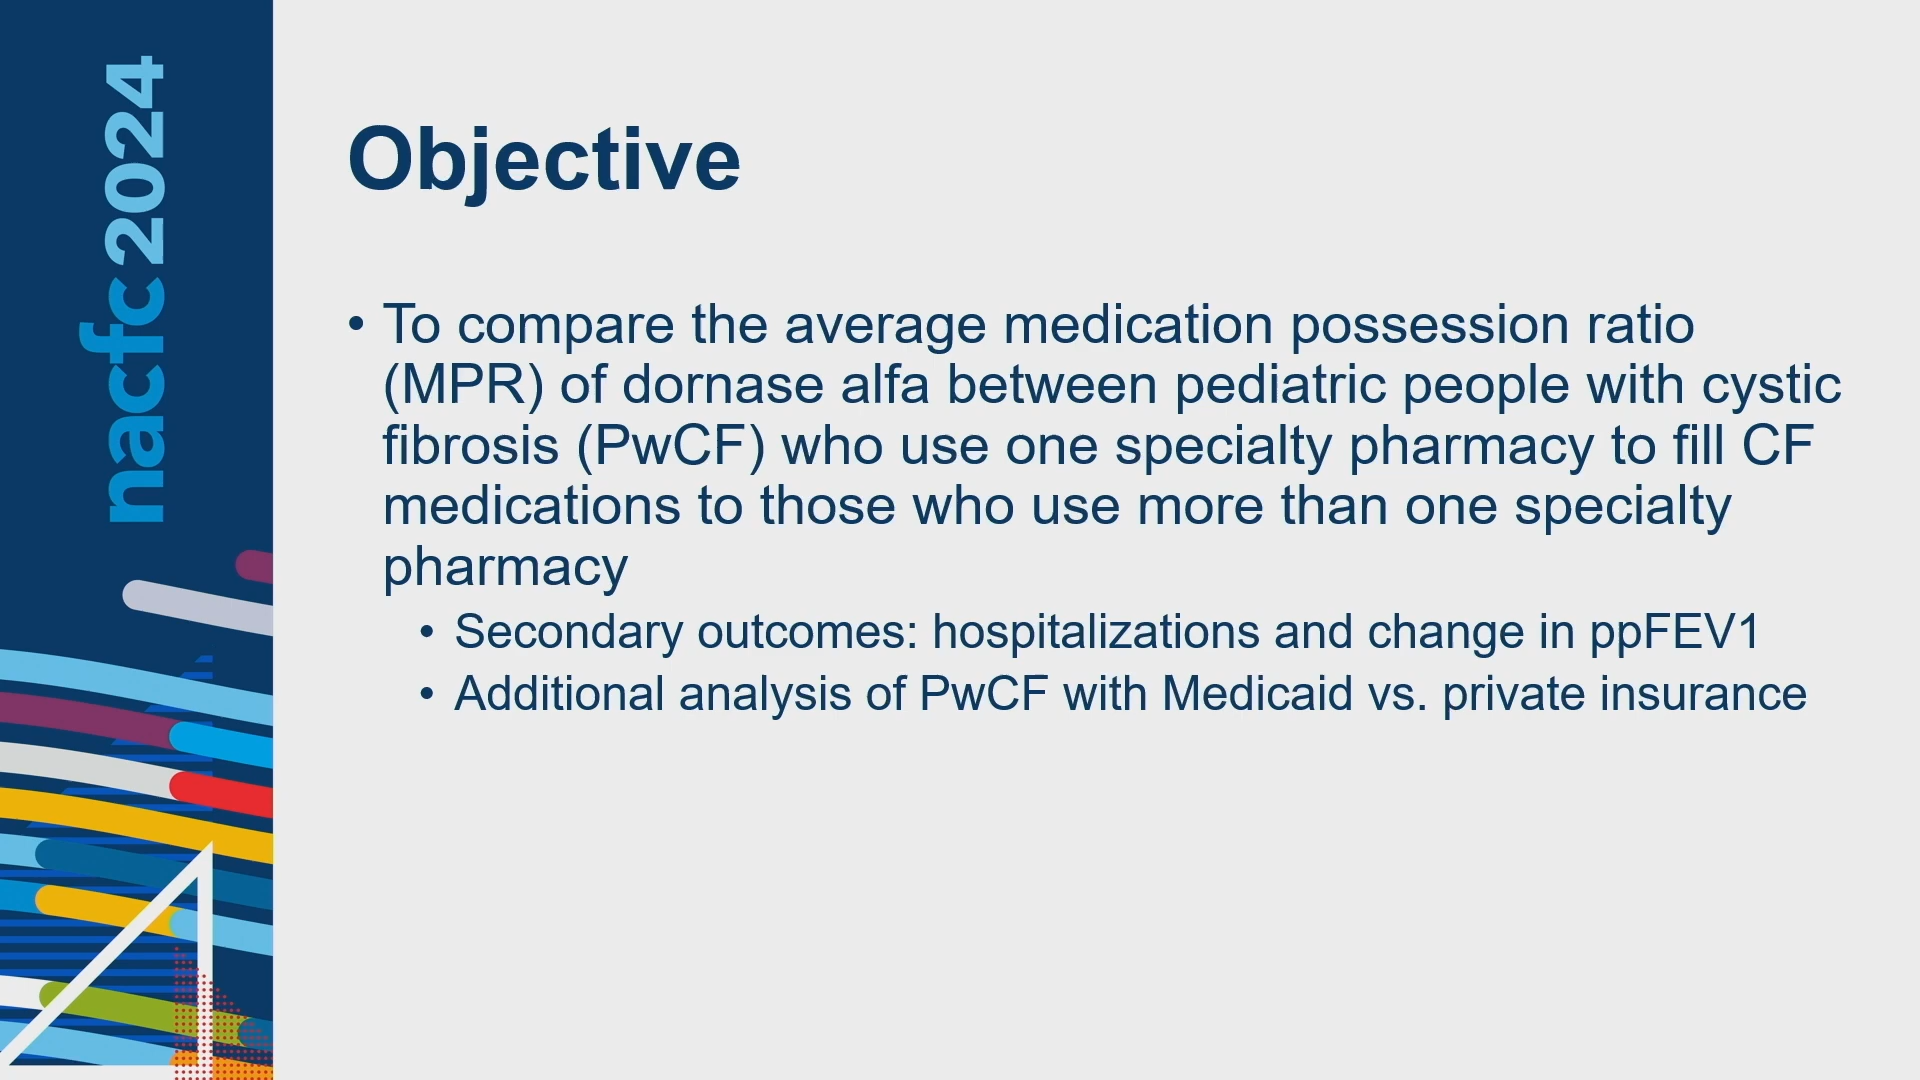 nacfc 2024
Objective
• To compare the average medication possession ratio
(MPR) of dornase alfa between pediatric people with cystic
fibrosis (PwCF) who use one specialty pharmacy to fill CF
medications to those who use more than one specialty
pharmacy
• Secondary outcomes: hospitalizations and change in ppFEV1
• Additional analysis of PwCF with Medicaid vs. private insurance